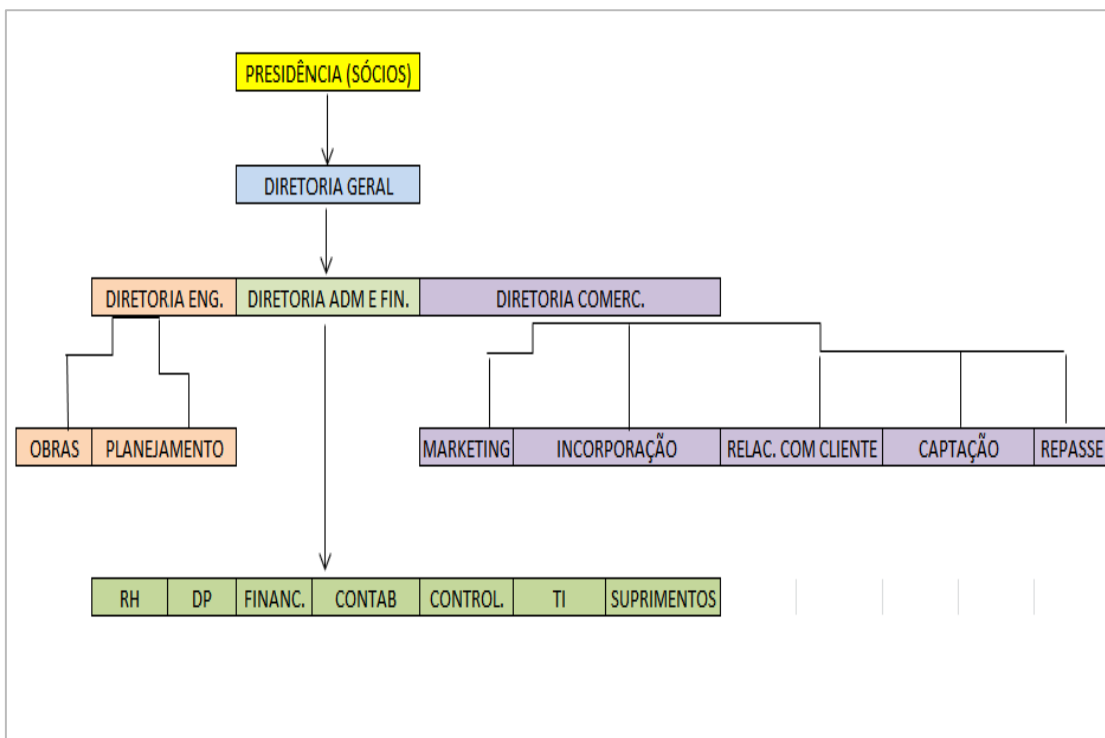 PRESIDÊNCIA (SÓCIOS)
DIRETORIA GERAL
DIRETORIA ENG. DIRETORIA ADM E FIN. DIRETORIA COMERC.
OBRAS PLANEJAMENTO MARKETING INCORPORAÇÃO RELAC. COM CLIENTE CAPTAÇÃO REPASSE
RH DP FINANC. CONTAB CONTROL. TI SUPRIMENTOS